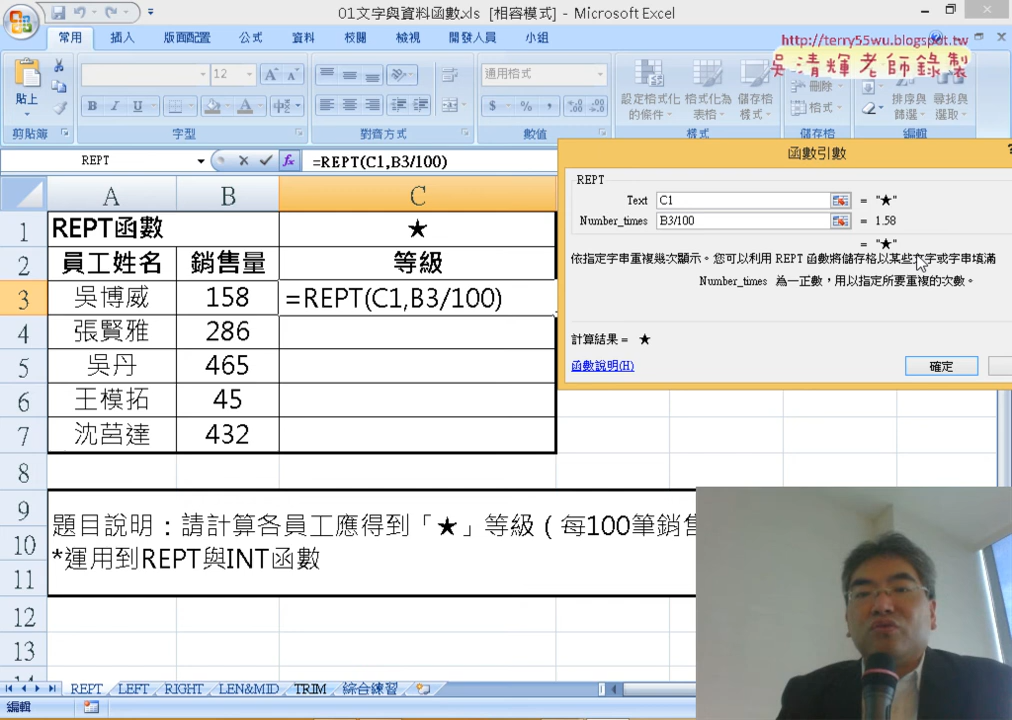 01文字與資料函數.xls [相容模式] - Microsoft Excel
常用 插入 版面配置 公式 資料 校閱 檢視 開發人員 小組
http://terry55wu.blogspot.tw
吳清輝老師錄製
貼上
12
B I U
通用格式
$ % ,
設定格式化的條件 格式化為表格 儲存格樣式
刪除
格式
排序與篩選 尋找與選取
剪貼簿 字型 對齊方式 數值 樣式 儲存格 編輯
REPT =REPT(C1,B3/100)
A B C
1 REPT函數 ★
2 員工姓名 銷售量 等級
3 吳博威 158 =REPT(C1,B3/100)
4 張賢雅 286
5 吳丹 465
6 王模拓 45
7 沈莒達 432
8
9
10
11
12
13
題目說明：請計算各員工應得到「★」等級（每100筆銷售
*運用到REPT與INT函數
函數引數
REPT
Text C1 = "★"
Number_times B3/100 = 1.58
= "★"
依指定字串重複幾次顯示。您可以利用 REPT 函數將儲存格以某些文字或字串填滿
Number_times 為一正數，用以指定所要重複的次數。
計算結果 = ★
函數說明(H)
確定
REPT LEFT RIGHT LEN&MID TRIM 綜合練習
編輯